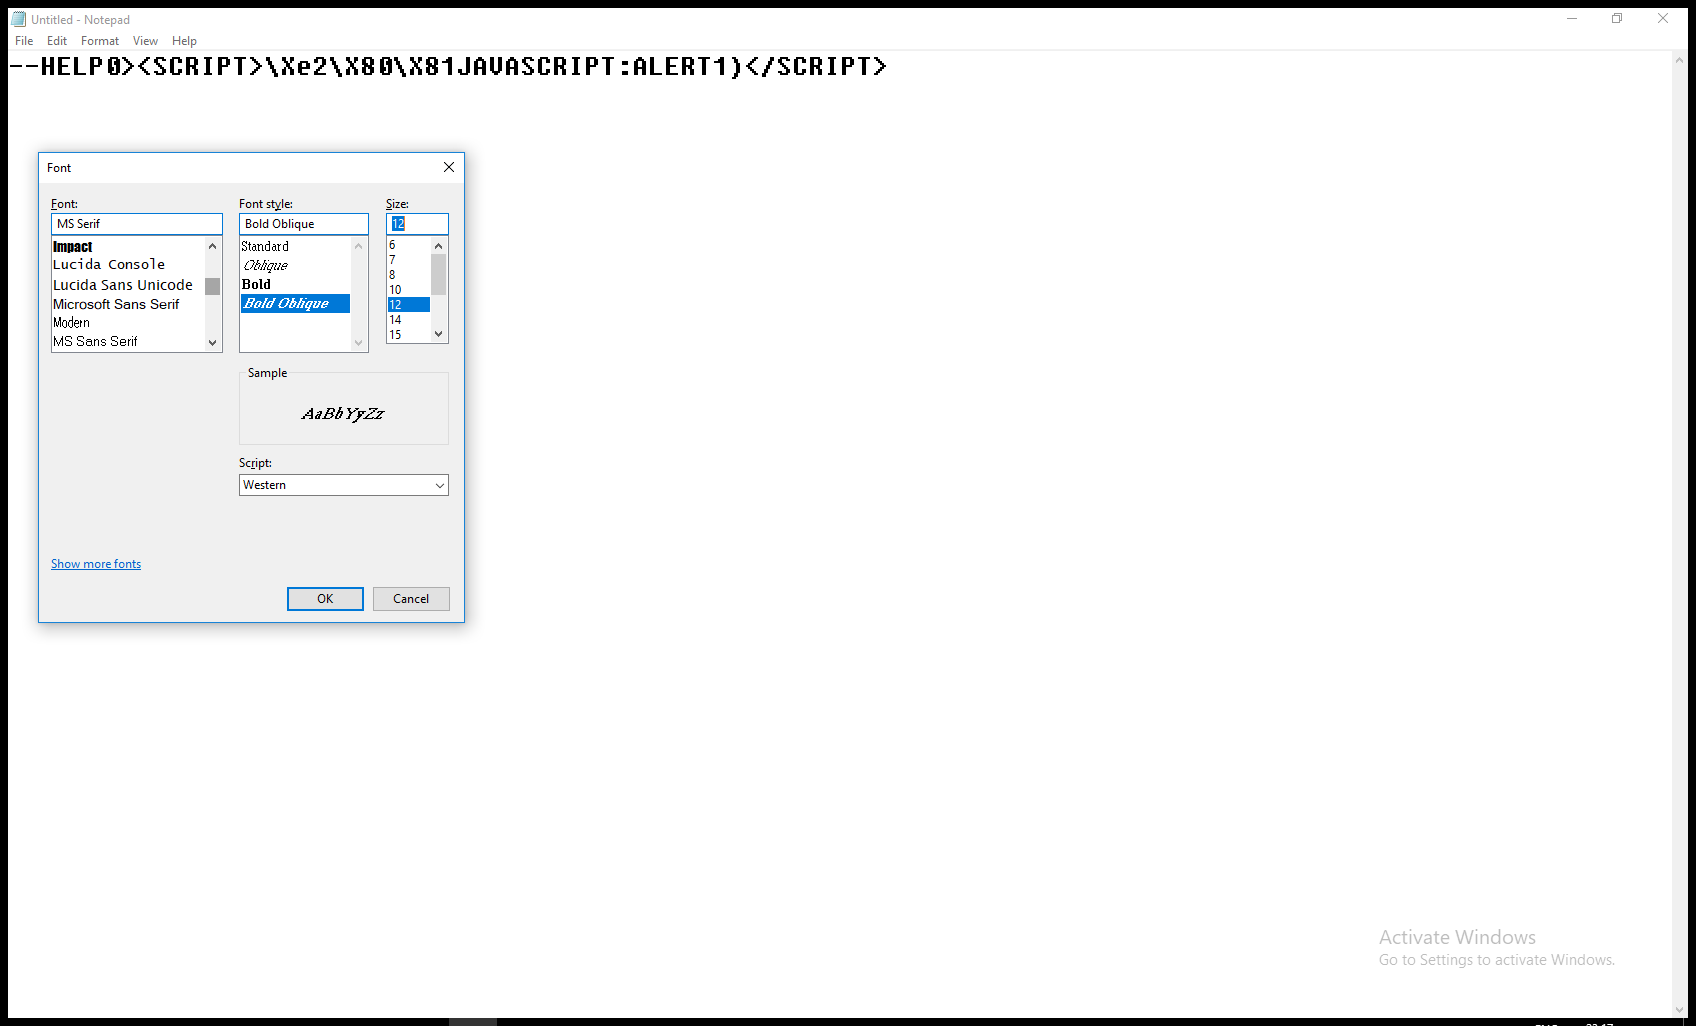 Untitled - Notepad
File Edit Format View Help
--HELP0><SCRIPT>\Xe2\X80\X81JAVASCRIPT:ALERT1)</SCRIPT>
Font
Font: Font style: Size:
MS Serif Bold Oblique 12
Impact
Lucida Console
Lucida Sans Unicode
Microsoft Sans Serif
Modern
MS Sans Serif
Standard
Oblique
Bold
Bold Oblique
6
7
8
10
12
14
15
Sample
AaBbYyZz
Script:
Western
Show more fonts
OK Cancel
Activate Windows
Go to Settings to activate Windows.